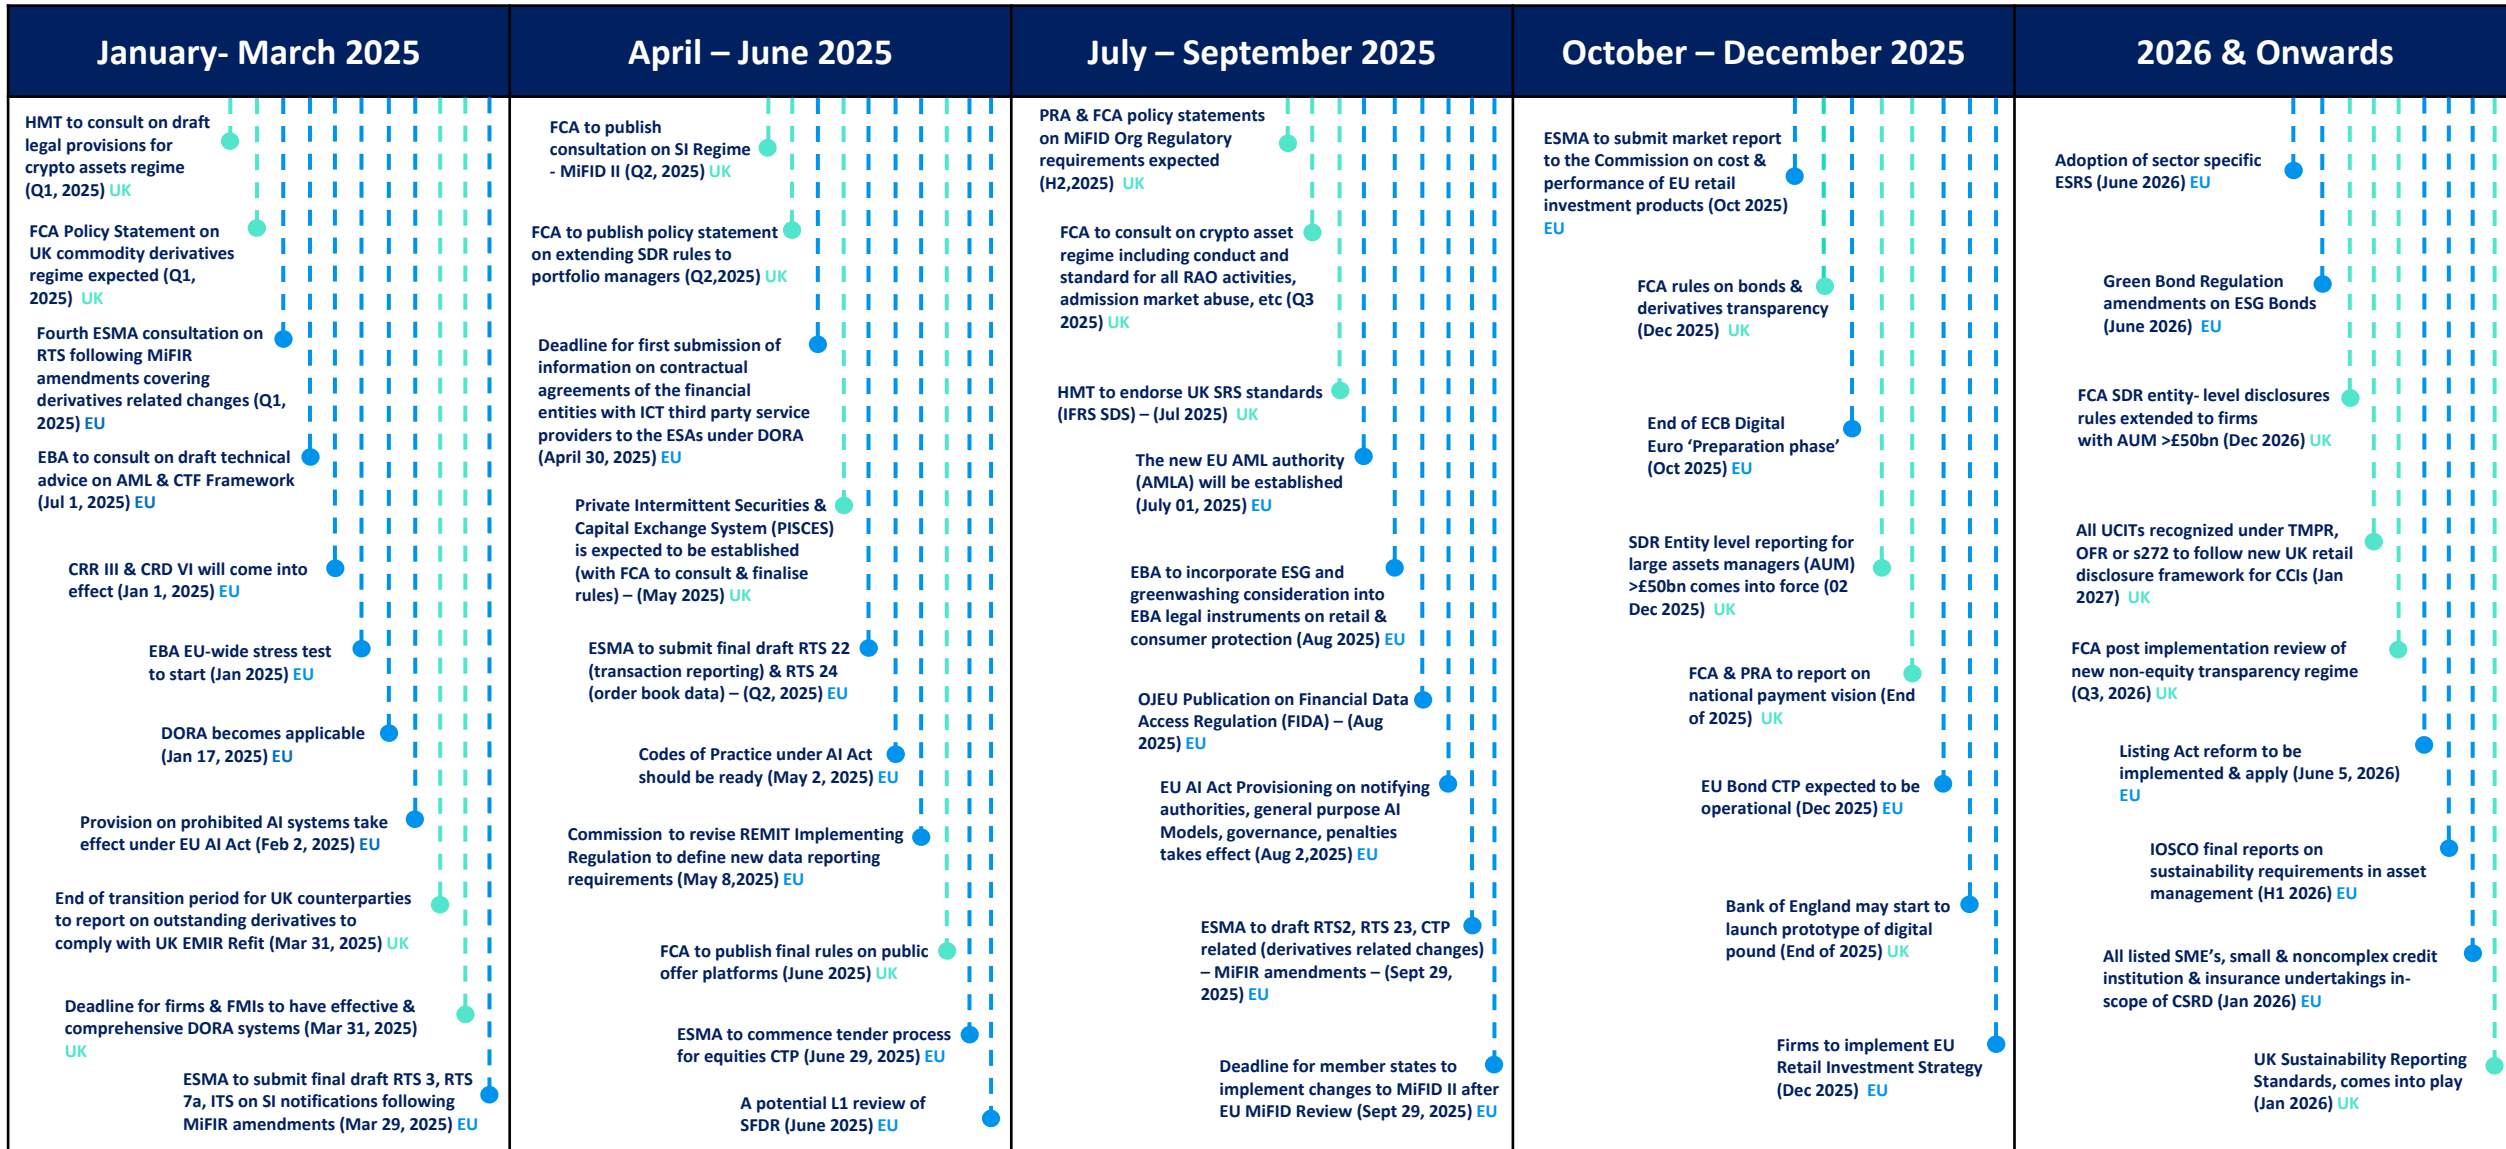 January- March 2025
HMT to consult on draft
legal provisions for
crypto assets regime
(Q1, 2025) UK
FCA Policy Statement on
UK commodity derivatives
regime expected (Q1,
2025) UK
Fourth ESMA consultation on
RTS following MiFIR
amendments covering
derivatives related changes (Q1,
2025) EU
EBA to consult on draft technical
advice on AML & CTF Framework
(Jul 1, 2025) EU
CRR III & CRD VI will come into
effect (Jan 1, 2025) EU
EBA EU-wide stress test
to start (Jan 2025) EU
DORA becomes applicable
(Jan 17, 2025) EU
Provision on prohibited AI systems take
effect under EU AI Act (Feb 2, 2025) EU
End of transition period for UK counterparties
to report on outstanding derivatives to
comply with UK EMIR Refit (Mar 31, 2025) UK
Deadline for firms & FMIs to have effective &
comprehensive DORA systems (Mar 31, 2025)
UK
ESMA to submit final draft RTS 3, RTS
7a, ITS on SI notifications following
MiFIR amendments (Mar 29, 2025) EU
April – June 2025
FCA to publish
consultation on SI Regime
- MiFID II (Q2, 2025) UK
FCA to publish policy statement
on extending SDR rules to
portfolio managers (Q2,2025) UK
Deadline for first submission of
information on contractual
agreements of the financial
entities with ICT third party service
providers to the ESAs under DORA
(April 30, 2025) EU
Private Intermittent Securities &
Capital Exchange System (PISCES)
is expected to be established
(with FCA to consult & finalise
rules) – (May 2025) UK
ESMA to submit final draft RTS 22
(transaction reporting) & RTS 24
(order book data) – (Q2, 2025) EU
Codes of Practice under AI Act
should be ready (May 2, 2025) EU
Commission to revise REMIT Implementing
Regulation to define new data reporting
requirements (May 8,2025) EU
FCA to publish final rules on public
offer platforms (June 2025) UK
ESMA to commence tender process
for equities CTP (June 29, 2025) EU
A potential L1 review of
SFDR (June 2025) EU
July – September 2025
PRA & FCA policy statements
on MiFID Org Regulatory
requirements expected
(H2,2025) UK
FCA to consult on crypto asset
regime including conduct and
standard for all RAO activities,
admission market abuse, etc (Q3
2025) UK
HMT to endorse UK SRS standards
(IFRS SDS) – (Jul 2025) UK
The new EU AML authority
(AMLA) will be established
(July 01, 2025) EU
EBA to incorporate ESG and
greenwashing consideration into
EBA legal instruments on retail &
consumer protection (Aug 2025) EU
OJEU Publication on Financial Data
Access Regulation (FIDA) – (Aug
2025) EU
EU AI Act Provisioning on notifying
authorities, general purpose AI
Models, governance, penalties
takes effect (Aug 2,2025) EU
ESMA to draft RTS2, RTS 23, CTP
related (derivatives related changes)
– MiFIR amendments – (Sept 29,
2025) EU
Deadline for member states to
implement changes to MiFID II after
EU MiFID Review (Sept 29, 2025) EU
October – December 2025
ESMA to submit market report
to the Commission on cost &
performance of EU retail
investment products (Oct 2025)
EU
FCA rules on bonds &
derivatives transparency
(Dec 2025) UK
End of ECB Digital
Euro ‘Preparation phase’
(Oct 2025) EU
SDR Entity level reporting for
large assets managers (AUM)
>£50bn comes into force (02
Dec 2025) UK
FCA & PRA to report on
national payment vision (End
of 2025) UK
EU Bond CTP expected to be
operational (Dec 2025) EU
Bank of England may start to
launch prototype of digital
pound (End of 2025) UK
Firms to implement EU
Retail Investment Strategy
(Dec 2025) EU
2026 & Onwards
Adoption of sector specific
ESRS (June 2026) EU
Green Bond Regulation
amendments on ESG Bonds
(June 2026) EU
FCA SDR entity- level disclosures
rules extended to firms
with AUM >£50bn (Dec 2026) UK
All UCITs recognized under TMPR,
OFR or s272 to follow new UK retail
disclosure framework for CCIs (Jan
2027) UK
FCA post implementation review of
new non-equity transparency regime
(Q3, 2026) UK
Listing Act reform to be
implemented & apply (June 5, 2026)
EU
IOSCO final reports on
sustainability requirements in asset
management (H1 2026) EU
All listed SME’s, small & noncomplex credit
institution & insurance undertakings in-
scope of CSRD (Jan 2026) EU
UK Sustainability Reporting
Standards, comes into play
(Jan 2026) UK